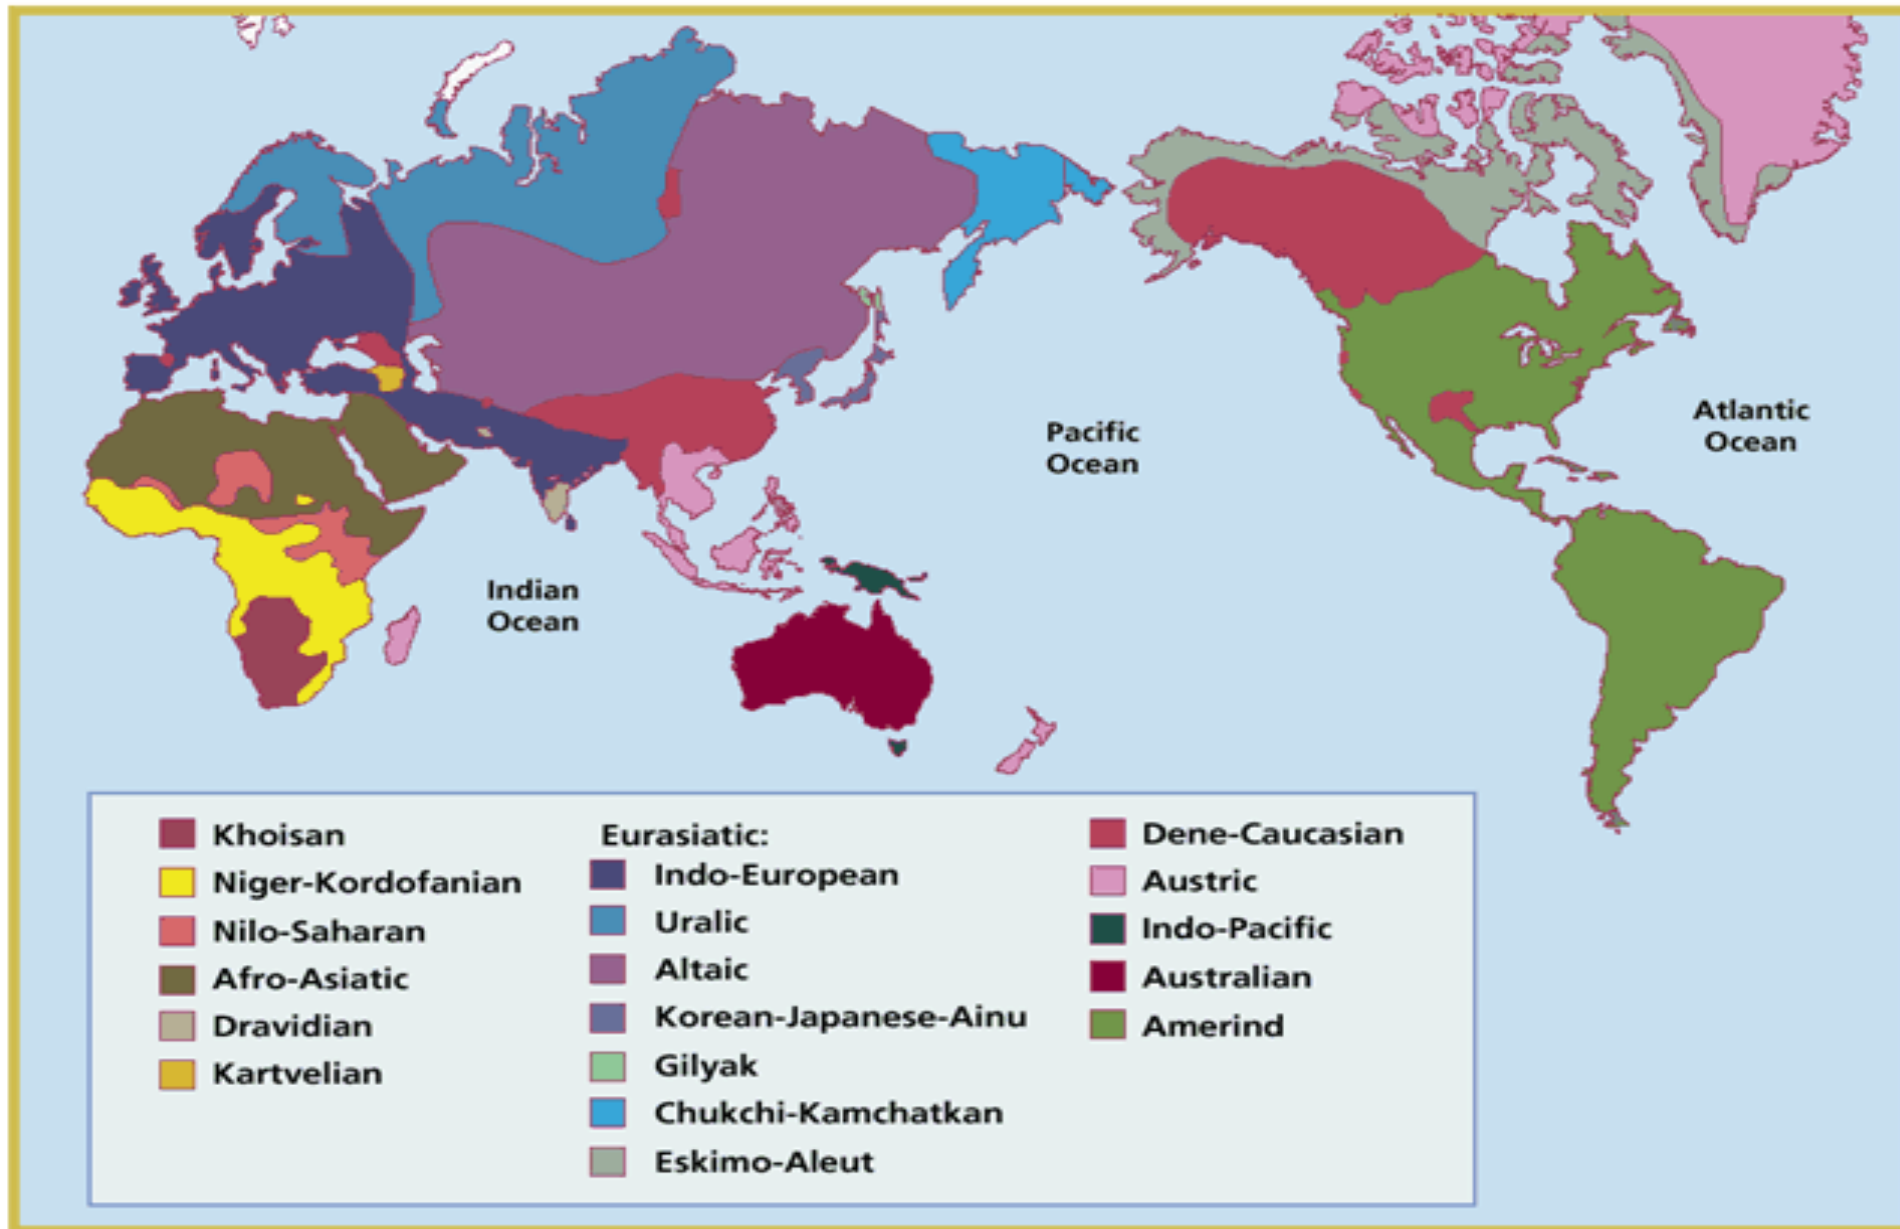 Pacific
Ocean
Atlantic
Ocean
Indian
Ocean
Khoisan
Niger-Kordofanian
Nilo-Saharan
Afro-Asiatic
Dravidian
Kartvelian
Eurasiatic:
Indo-European
Uralic
Altaic
Korean-Japanese-Ainu
Gilyak
Chukchi-Kamchatkan
Eskimo-Aleut
Dene-Caucasian
Austric
Indo-Pacific
Australian
Amerind